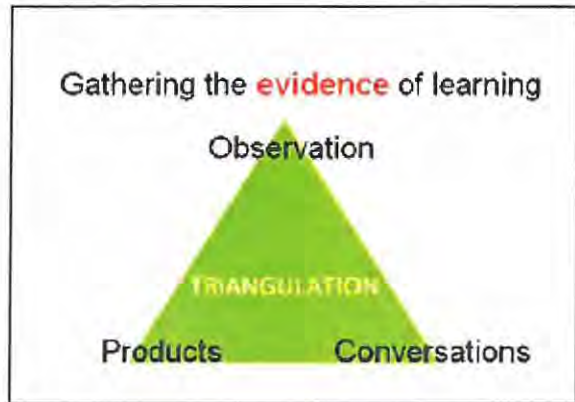 Gathering the evidence of learning
Observation
TRIANGULATION
Products Conversations